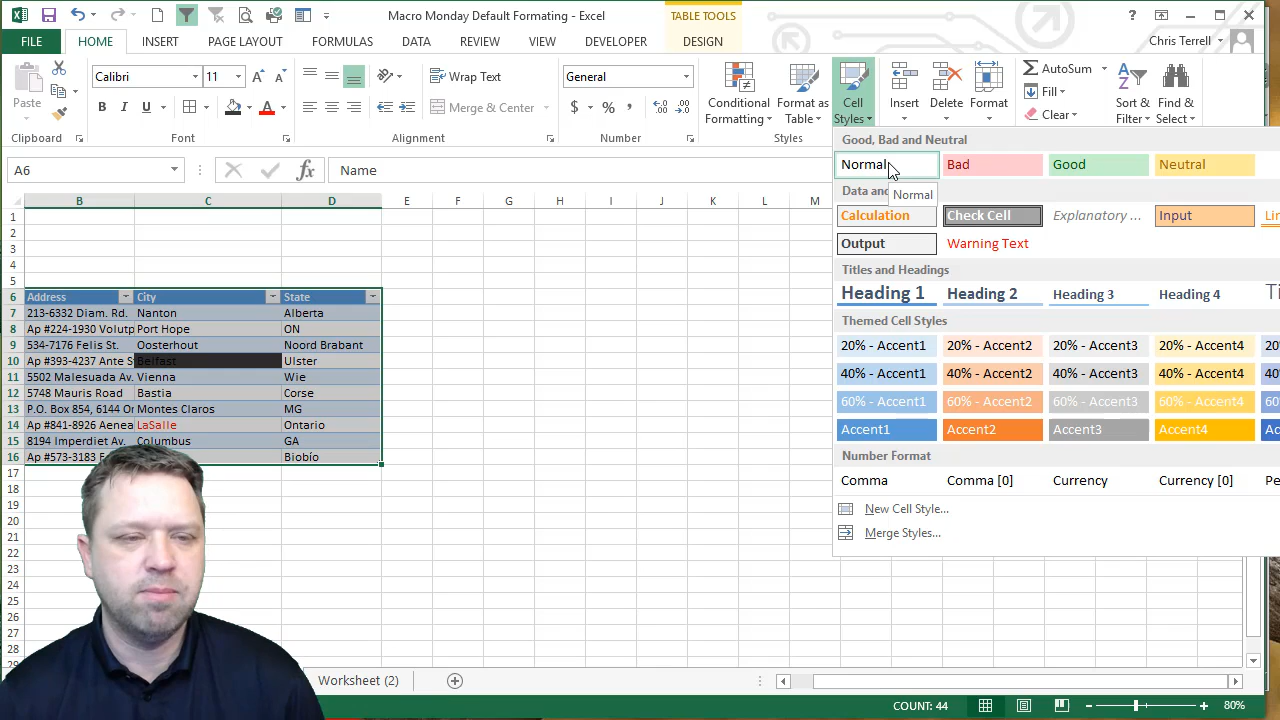 Macro Monday Default Formating - Excel
TABLE TOOLS
?
FILE HOME INSERT PAGE LAYOUT FORMULAS DATA REVIEW VIEW DEVELOPER DESIGN Chris Terrell
Paste
Calibri 11
B I U
Wrap Text
Merge & Center
General
$ % ,
Conditional Formatting
Format as Table
Cell Styles
Insert Delete Format
AutoSum
Fill
Clear
Sort & Filter
Find & Select
Clipboard Font Alignment Number Styles
A6 fx Name
B C D E F G H I J K L M
1
2
3
4
5
6 Address City State
7 213-6332 Diam. Rd. Nanton Alberta
8 Ap #224-1930 Volutp Port Hope ON
9 534-7176 Felis St. Oosterhout Noord Brabant
10 Ap #393-4237 Ante S Belfast Ulster
11 5502 Malesuada Av. Vienna Wie
12 5748 Mauris Road Bastia Corse
13 P.O. Box 854, 6144 Or Montes Claros MG
14 Ap #841-8926 Aenea LaSalle Ontario
15 8194 Imperdiet Av. Columbus GA
16 Ap #573-3183 Biobío
17
18
19
20
21
22
23
24
25
26
27
28
29
Good, Bad and Neutral
Normal Bad Good Neutral
Data and
Normal
Calculation Check Cell Explanatory ... Input
Output Warning Text
Titles and Headings
Heading 1 Heading 2 Heading 3 Heading 4 Ti
Themed Cell Styles
20% - Accent1 20% - Accent2 20% - Accent3 20% - Accent4
40% - Accent1 40% - Accent2 40% - Accent3 40% - Accent4
60% - Accent1 60% - Accent2 60% - Accent3 60% - Accent4
Accent1 Accent2 Accent3 Accent4
Number Format
Comma Comma [0] Currency Currency [0] Pe
New Cell Style...
Merge Styles...
Worksheet (2)
COUNT: 44 80%